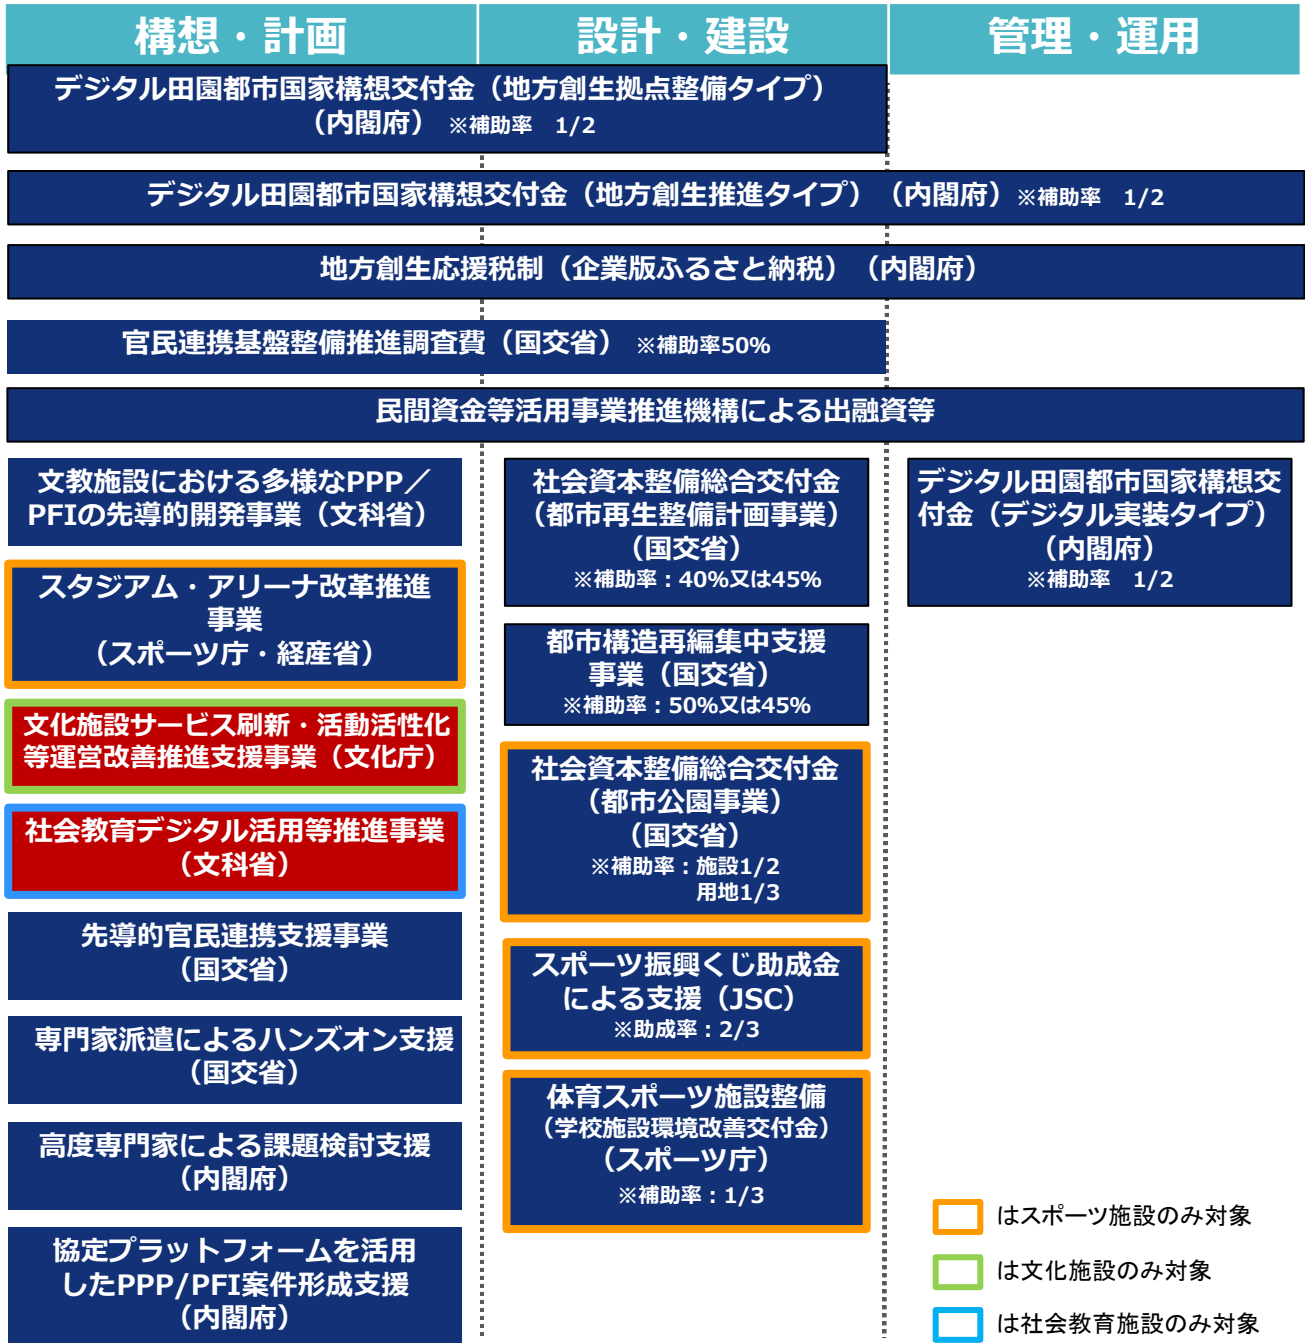 構想・計画
設計・建設
管理・運用
デジタル田園都市国家構想交付金（地方創生拠点整備タイプ）
（内閣府） ※補助率　1/2
デジタル田園都市国家構想交付金（地方創生推進タイプ）（内閣府）※補助率　1/2
地方創生応援税制（企業版ふるさと納税）（内閣府）
官民連携基盤整備推進調査費（国交省） ※補助率50%
民間資金等活用事業推進機構による出融資等
文教施設における多様なPPP／
PFIの先導的開発事業（文科省）
スタジアム・アリーナ改革推進
事業
（スポーツ庁・経産省）
文化施設サービス刷新・活動活性化
等運営改善推進支援事業（文化庁）
社会教育デジタル活用等推進事業
（文科省）
先導的官民連携支援事業
（国交省）
専門家派遣によるハンズオン支援
（国交省）
高度専門家による課題検討支援
（内閣府）
協定プラットフォームを活用
したPPP/PFI案件形成支援
（内閣府）
社会資本整備総合交付金
（都市再生整備計画事業）
（国交省）
※補助率：40%又は45%
都市構造再編集中支援
事業（国交省）
※補助率：50%又は45%
社会資本整備総合交付金
（都市公園事業）
（国交省）
※補助率：施設1/2
用地1/3
スポーツ振興くじ助成金
による支援（JSC）
※助成率：2/3
体育スポーツ施設整備
（学校施設環境改善交付金）
（スポーツ庁）
※補助率：1/3
デジタル田園都市国家構想交
付金（デジタル実装タイプ）
（内閣府）
※補助率　1/2
はスポーツ施設のみ対象
は文化施設のみ対象
は社会教育施設のみ対象